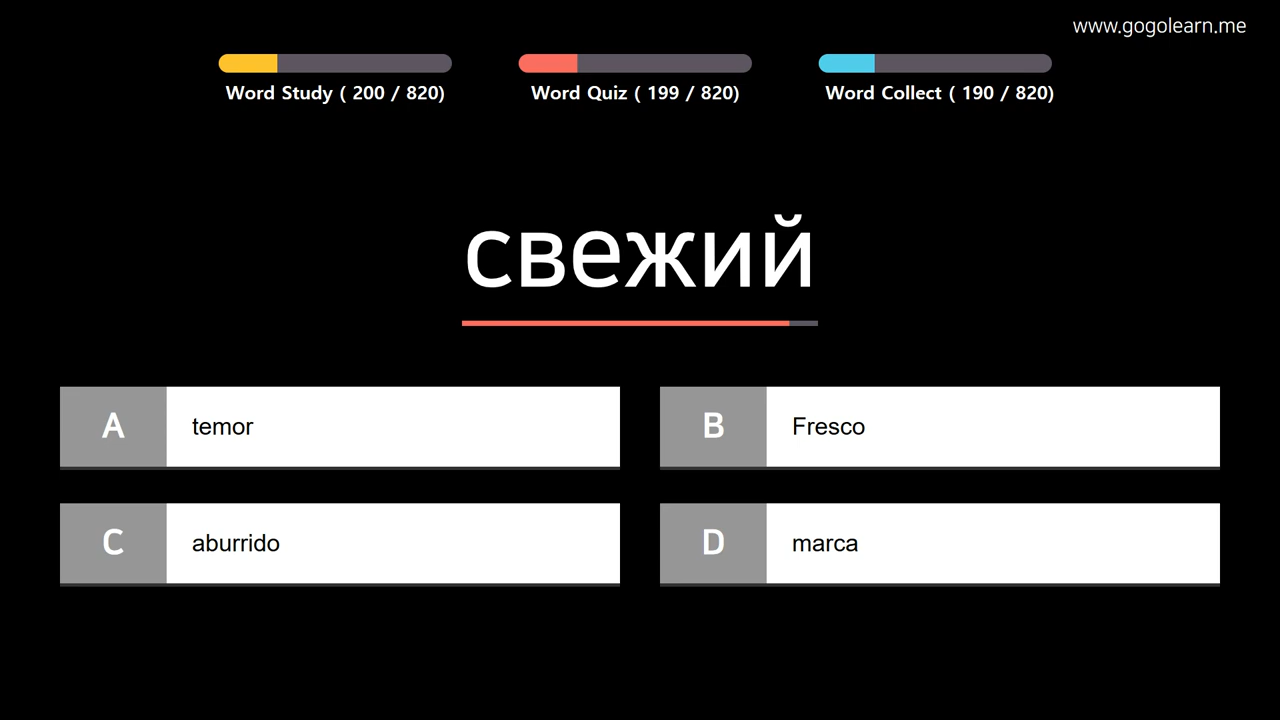 www.gogolearn.me
Word Study ( 200 / 820)
Word Quiz ( 199 / 820)
Word Collect ( 190 / 820)
свежий
A temor
B Fresco
C aburrido
D marca